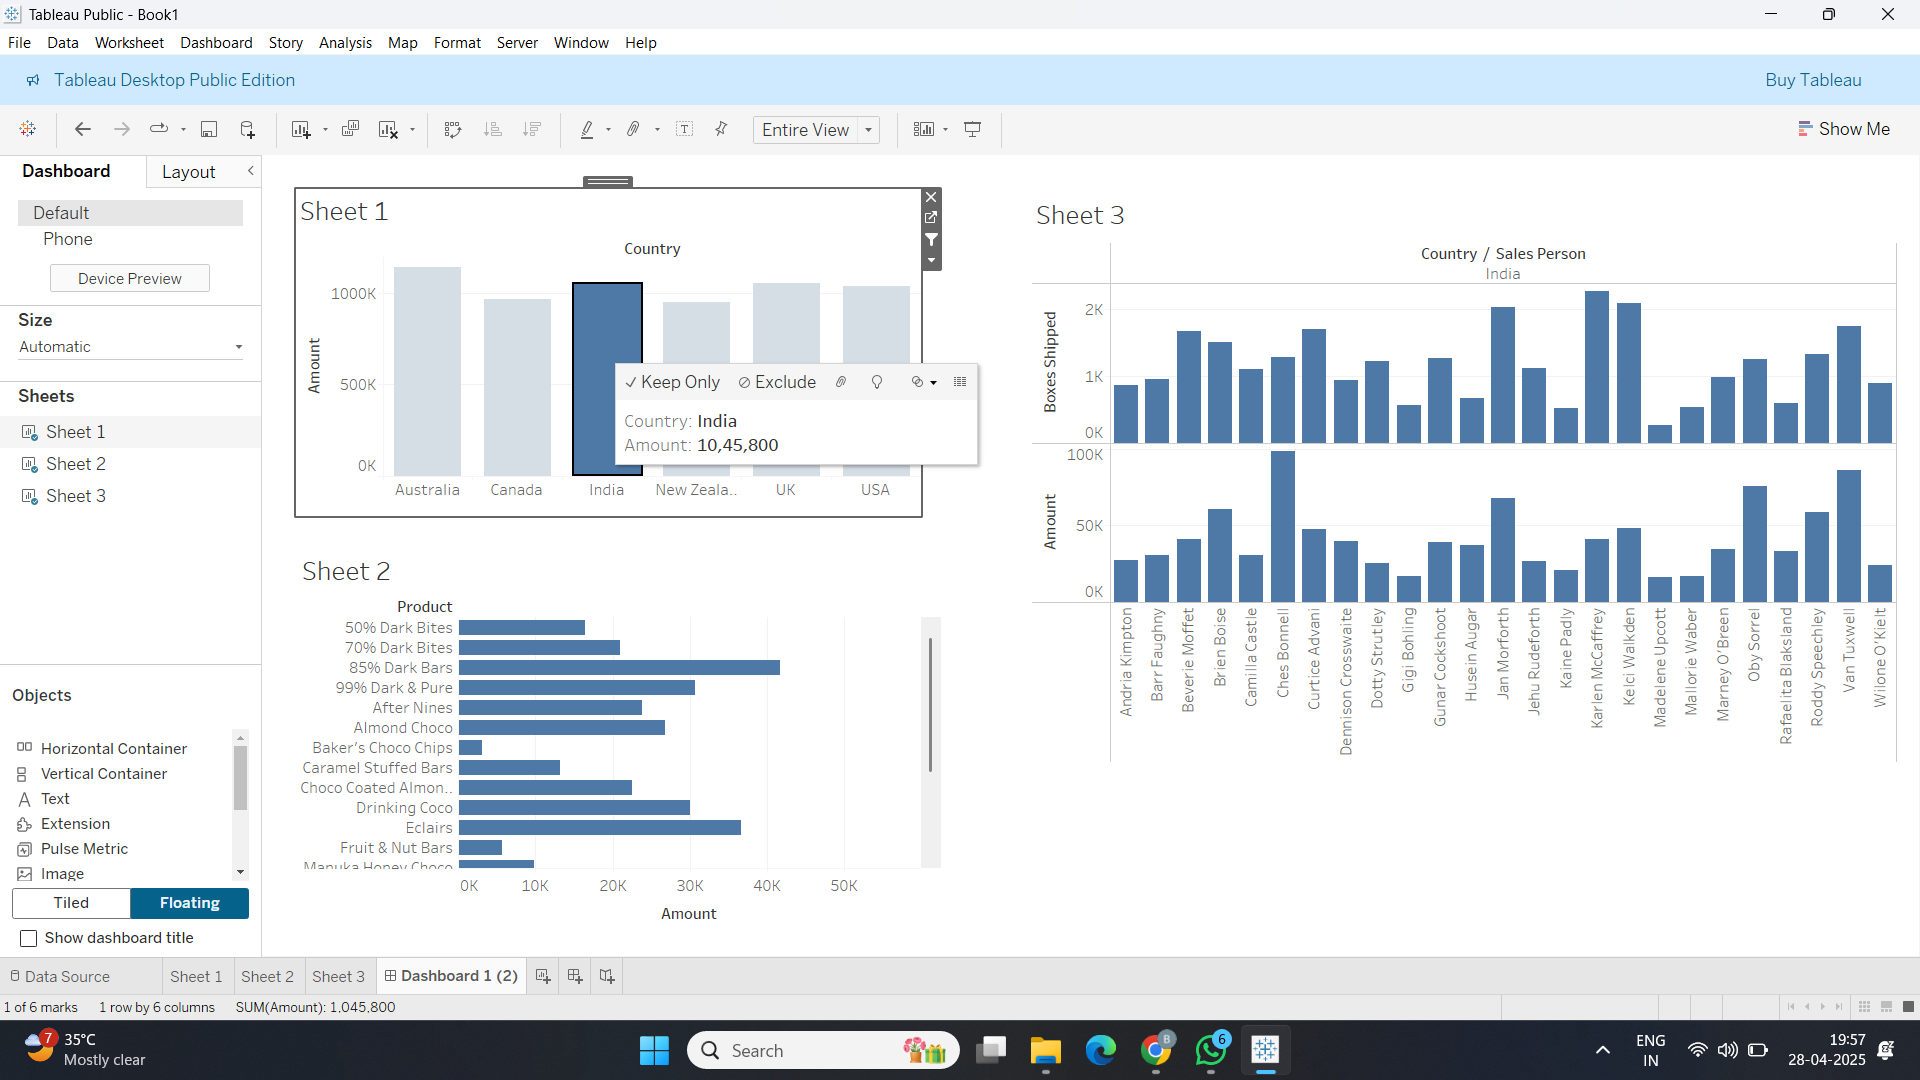 Tableau Public - Book1
File Data Worksheet Dashboard Story Analysis Map Format Server Window Help
Tableau Desktop Public Edition
Buy Tableau
Entire View
Show Me
Dashboard
Layout
Default
Phone
Device Preview
Size
Automatic
Sheets
Sheet 1
Sheet 2
Sheet 3
Objects
Horizontal Container
Vertical Container
Text
Extension
Pulse Metric
Image
Tiled
Floating
Show dashboard title
Sheet 1
Country
Amount
1000K
500K
0K
Australia
Canada
India
New Zeala..
UK
USA
Keep Only
Exclude
Country: India
Amount: 10,45,800
Sheet 2
Product
50% Dark Bites
70% Dark Bites
85% Dark Bars
99% Dark & Pure
After Nines
Almond Choco
Baker's Choco Chips
Caramel Stuffed Bars
Choco Coated Almon..
Drinking Coco
Eclairs
Fruit & Nut Bars
Manuka Honey Choco
0K
10K
20K
30K
40K
50K
Amount
Sheet 3
Country / Sales Person
India
Boxes Shipped
2K
1K
0K
Amount
100K
50K
0K
Andria Kimpton
Barr Faughny
Beverie Moffet
Brien Boise
Camilla Castle
Ches Bonnell
Curtice Advani
Dennison Crosswaite
Dotty Strutley
Gigi Bohling
Gunar Cockshoot
Husein Augar
Jan Morforth
Jehu Rudeforth
Kaine Padly
Karlen McCaffrey
Kelci Walkden
Madelene Upcott
Mallorie Waber
Marney O'Breen
Oby Sorrel
Rafaelita Blaksland
Roddy Speechley
Van Tuxwell
Wilone O'Kielt
Data Source
Sheet 1
Sheet 2
Sheet 3
Dashboard 1 (2)
1 of 6 marks
1 row by 6 columns
SUM(Amount): 1,045,800
7
35°C
Mostly clear
Search
B
6
ENG
IN
19:57
28-04-2025